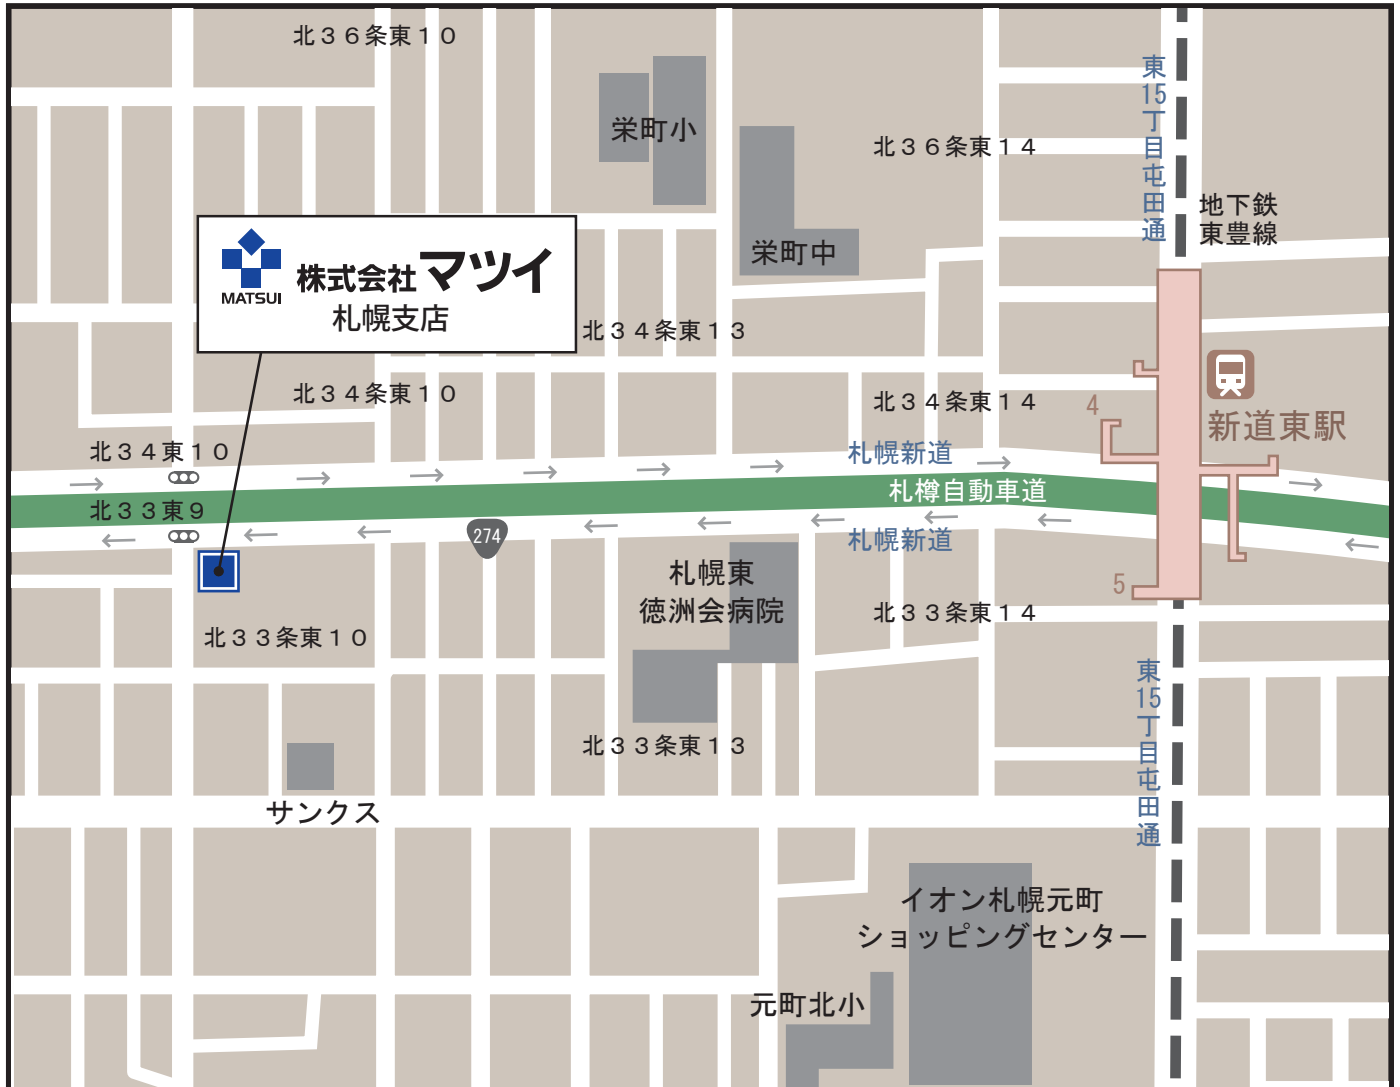 北３６条東１０
栄町小
東15丁目屯田通
北３６条東１４
地下鉄
東豊線
栄町中
MATSUI
株式会社マツイ
札幌支店
北３４条東１３
北３４条東１０
北３４条東１４
4
新道東駅
北３４東１０
札幌新道
札樽自動車道
北３３東９
274
札幌新道
札幌東
徳洲会病院
5
北３３条東１４
北３３条東１０
東15丁目屯田通
北３３条東１３
サンクス
イオン札幌元町
ショッピングセンター
元町北小